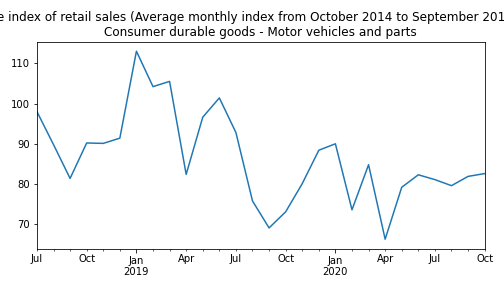 e index of retail sales (Average monthly index from October 2014 to September 201
Consumer durable goods - Motor vehicles and parts
110
100
90
80
70
Jul
Oct
Jan
2019
Apr
Jul
Oct
Jan
2020
Apr
Jul
Oct